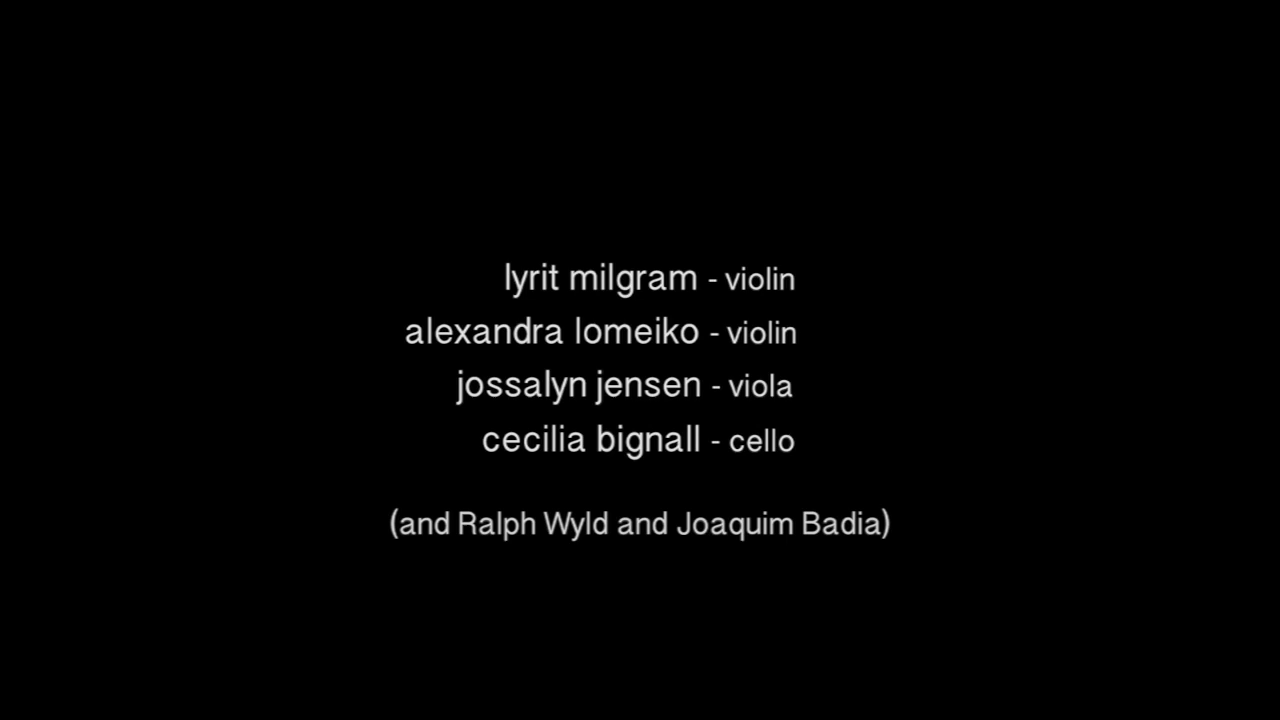 lyrit milgram - violin
alexandra lomeiko - violin
jossalyn jensen - viola
cecilia bignall - cello
(and Ralph Wyld and Joaquim Badia)